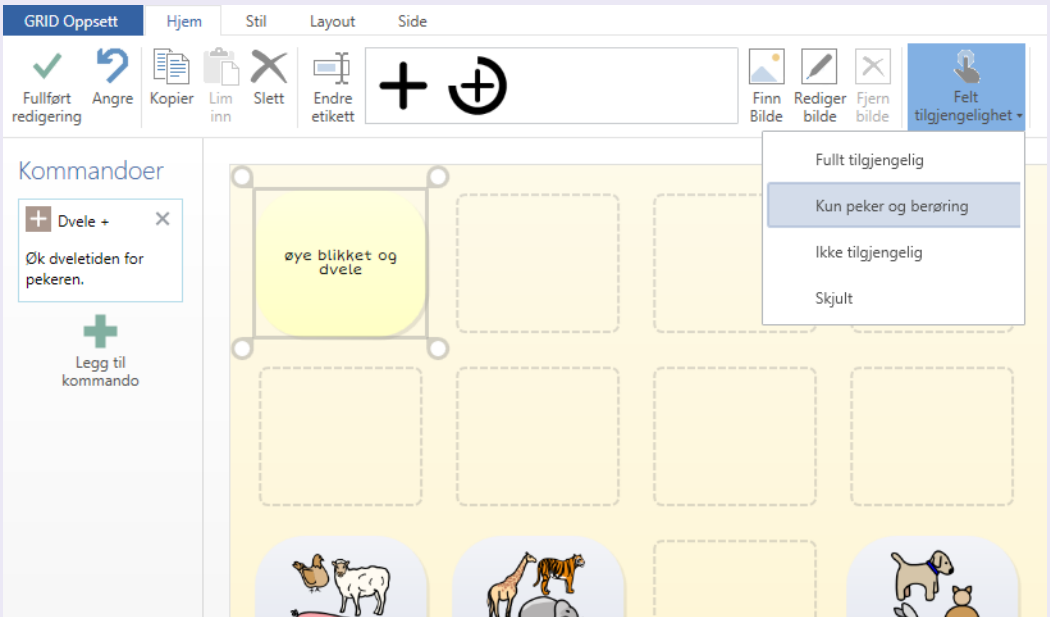 GRID Oppsett
Hjem
Stil
Layout
Side
Fullført
redigering
Angre
Kopier
Lim
inn
Slett
Endre
etikett
Finn
Bilde
Rediger
bilde
Fjern
bilde
Felt
tilgjengelighet
Fullt tilgjengelig
Kun peker og berøring
Ikke tilgjengelig
Skjult
Kommandoer
Dvele +
Øk dveletiden for
pekeren.
Legg til
kommando
øye blikket og
dvele